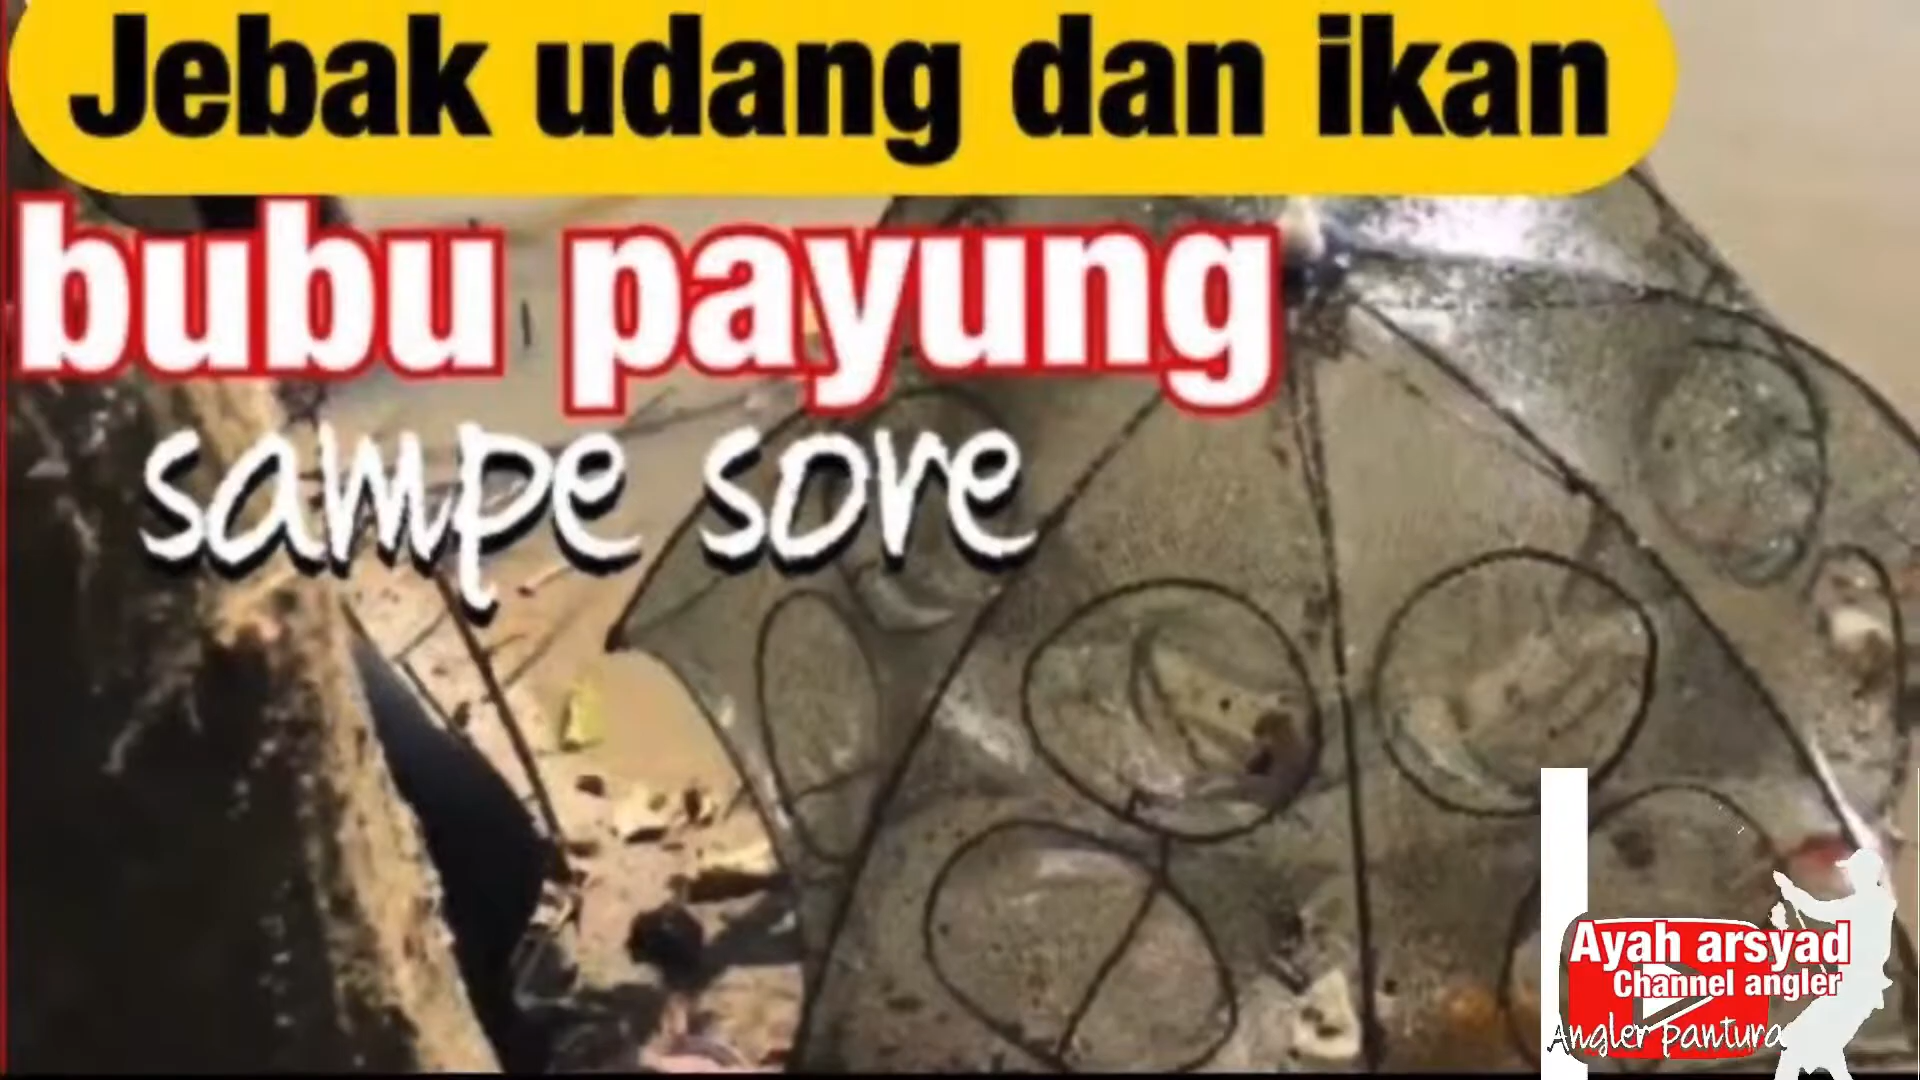 Jebak udang dan ikan
bubu payung
sampe sore
Ayah arsyad
Channel angler
Angler pantura